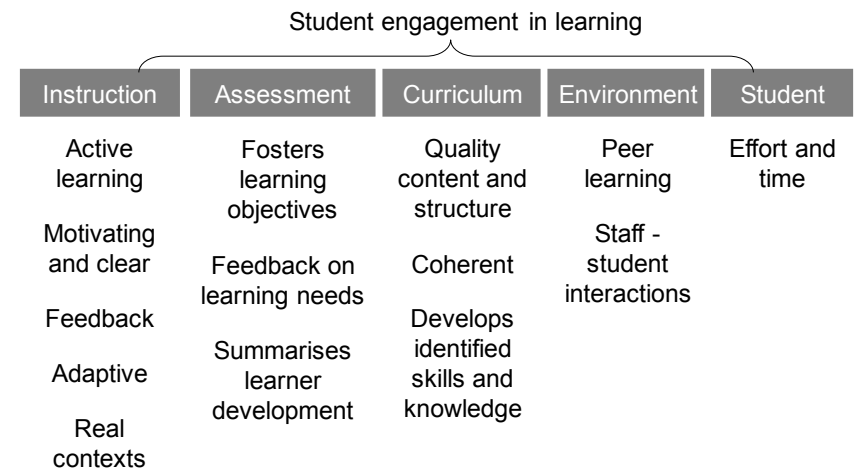 Student engagement in learning
Instruction
Assessment
Curriculum
Environment
Student
Active
learning
Motivating
and clear
Feedback
Adaptive
Real
contexts
Fosters
learning
objectives
Feedback on
learning needs
Summarises
learner
development
Quality
content and
structure
Coherent
Develops
identified
skills and
knowledge
Peer
learning
Staff -
student
interactions
Effort and
time